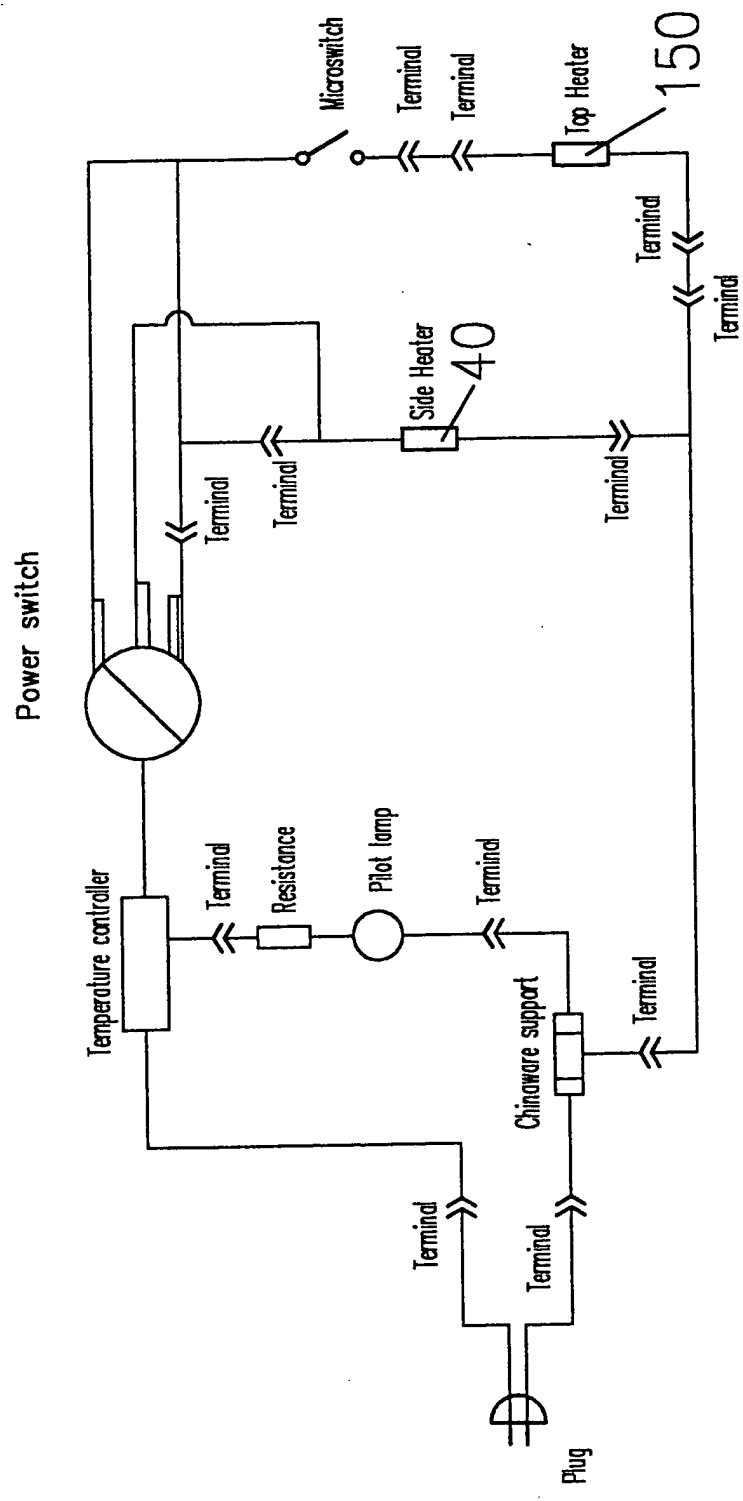 Power switch
Temperature controller
Terminal
Resistance
Pilot lamp
Terminal
Terminal
Terminal
Microswitch
Terminal
Terminal
Top Heater
150
Terminal
Terminal
Side Heater
40
Terminal
Chinaware support
Terminal
Terminal
Terminal
Plug